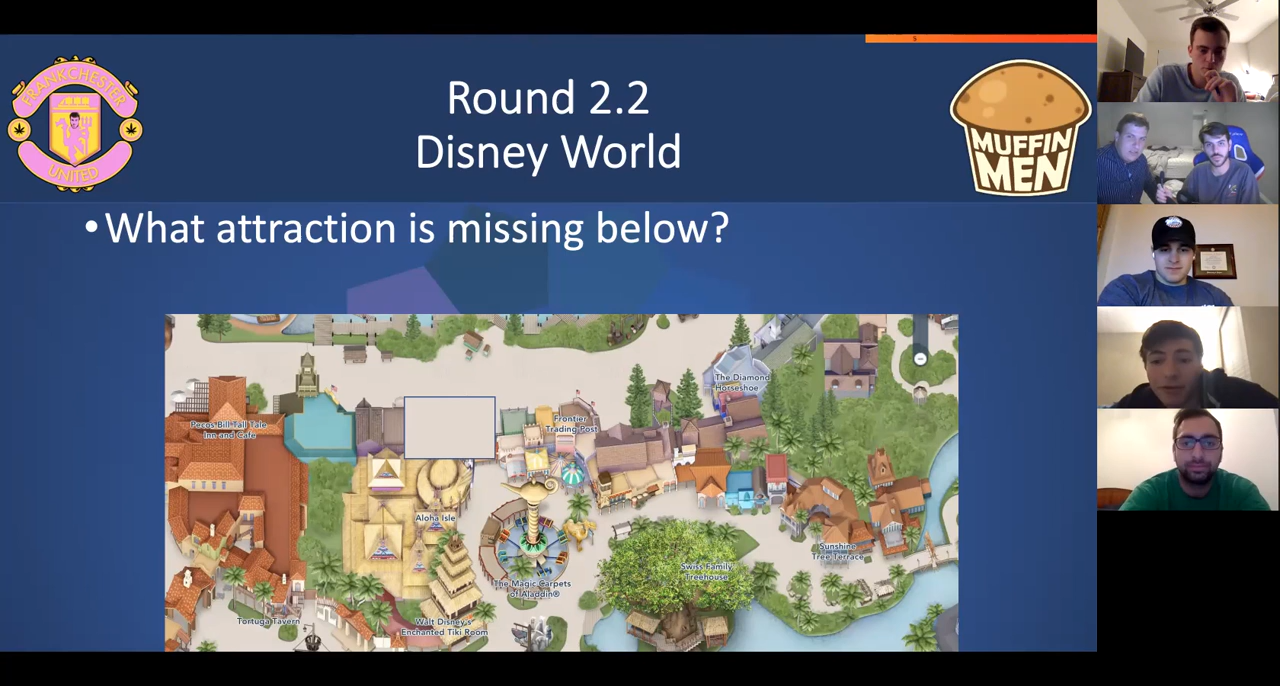 5
Round 2.2
Disney World
FRANKCHESTER
UNITED
MUFFIN
MEN
•What attraction is missing below?
The Diamond
Horseshoe
Pecos Bill Tall Tale
Inn and Cafe
Frontier
Trading Post
Aloha Isle
Sunshine
Tree Terrace
Swiss Family
Treehouse
The Magic Carpets
of Aladdin®
Tortuga Tavern
Walt Disney's
Enchanted Tiki Room